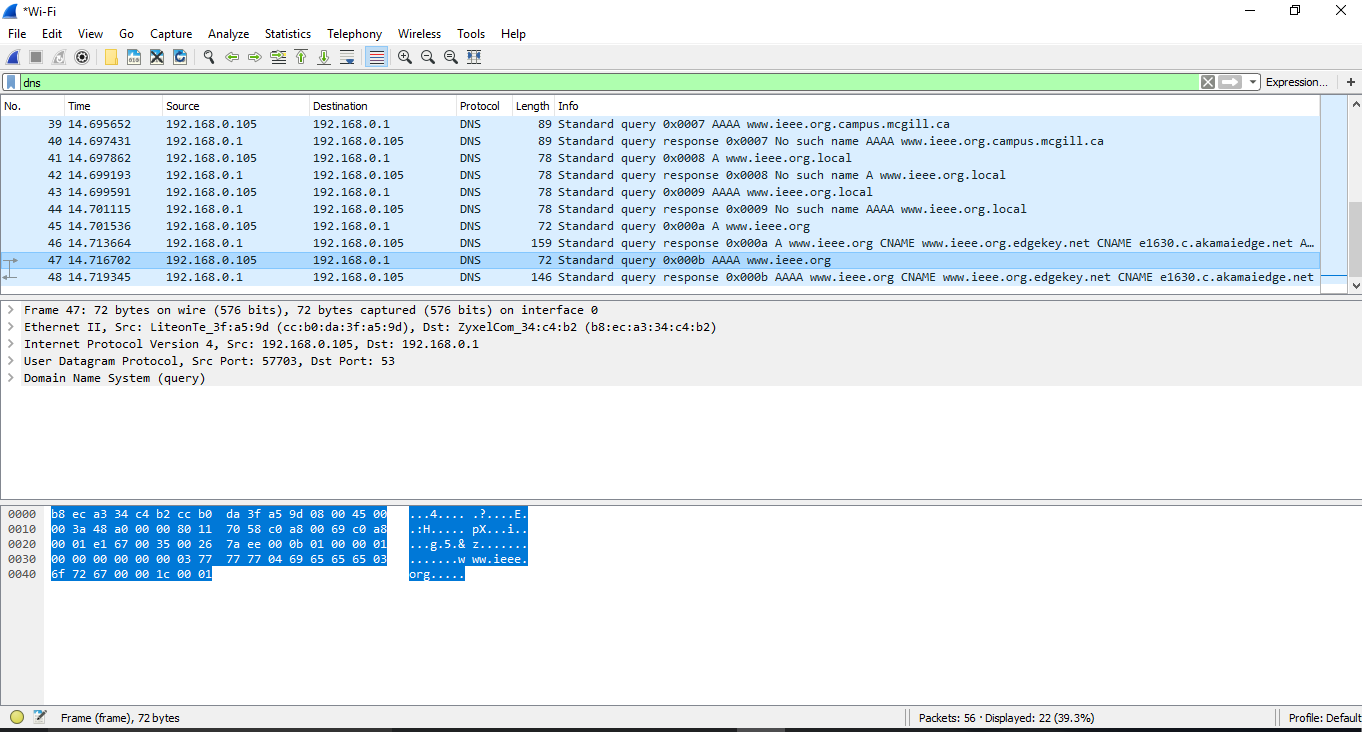 *Wi-Fi
File Edit View Go Capture Analyze Statistics Telephony Wireless Tools Help
dns Expression... +
No. Time Source Destination Protocol Length Info
39 14.695652 192.168.0.105 192.168.0.1 DNS 89 Standard query 0x0007 AAAA www.ieee.org.campus.mcgill.ca
40 14.697431 192.168.0.1 192.168.0.105 DNS 89 Standard query response 0x0007 No such name AAAA www.ieee.org.campus.mcgill.ca
41 14.697862 192.168.0.105 192.168.0.1 DNS 78 Standard query 0x0008 A www.ieee.org.local
42 14.699193 192.168.0.1 192.168.0.105 DNS 78 Standard query response 0x0008 No such name A www.ieee.org.local
43 14.699591 192.168.0.105 192.168.0.1 DNS 78 Standard query 0x0009 AAAA www.ieee.org.local
44 14.701115 192.168.0.1 192.168.0.105 DNS 78 Standard query response 0x0009 No such name AAAA www.ieee.org.local
45 14.701536 192.168.0.105 192.168.0.1 DNS 72 Standard query 0x000a A www.ieee.org
46 14.713664 192.168.0.1 192.168.0.105 DNS 159 Standard query response 0x000a A www.ieee.org CNAME www.ieee.org.edgekey.net CNAME e1630.c.akamaiedge.net A…
47 14.716702 192.168.0.105 192.168.0.1 DNS 72 Standard query 0x000b AAAA www.ieee.org
48 14.719345 192.168.0.1 192.168.0.105 DNS 146 Standard query response 0x000b AAAA www.ieee.org CNAME www.ieee.org.edgekey.net CNAME e1630.c.akamaiedge.net
Frame 47: 72 bytes on wire (576 bits), 72 bytes captured (576 bits) on interface 0
Ethernet II, Src: LiteonTe_3f:a5:9d (cc:b0:da:3f:a5:9d), Dst: ZyxelCom_34:c4:b2 (b8:ec:a3:34:c4:b2)
Internet Protocol Version 4, Src: 192.168.0.105, Dst: 192.168.0.1
User Datagram Protocol, Src Port: 57703, Dst Port: 53
Domain Name System (query)
0000 b8 ec a3 34 c4 b2 cc b0 da 3f a5 9d 08 00 45 00 ...4.... .?....E.
0010 00 3a 48 a0 00 00 80 11 70 58 c0 a8 00 69 c0 a8 .:H..... pX...i..
0020 00 01 e1 67 00 35 00 26 7a ee 00 0b 01 00 00 01 ...g.5.& z.......
0030 00 00 00 00 00 00 03 77 77 77 04 69 65 65 65 03 .......w ww.ieee.
0040 6f 72 67 00 00 1c 00 01 org.....
Frame (frame), 72 bytes Packets: 56 · Displayed: 22 (39.3%) Profile: Default